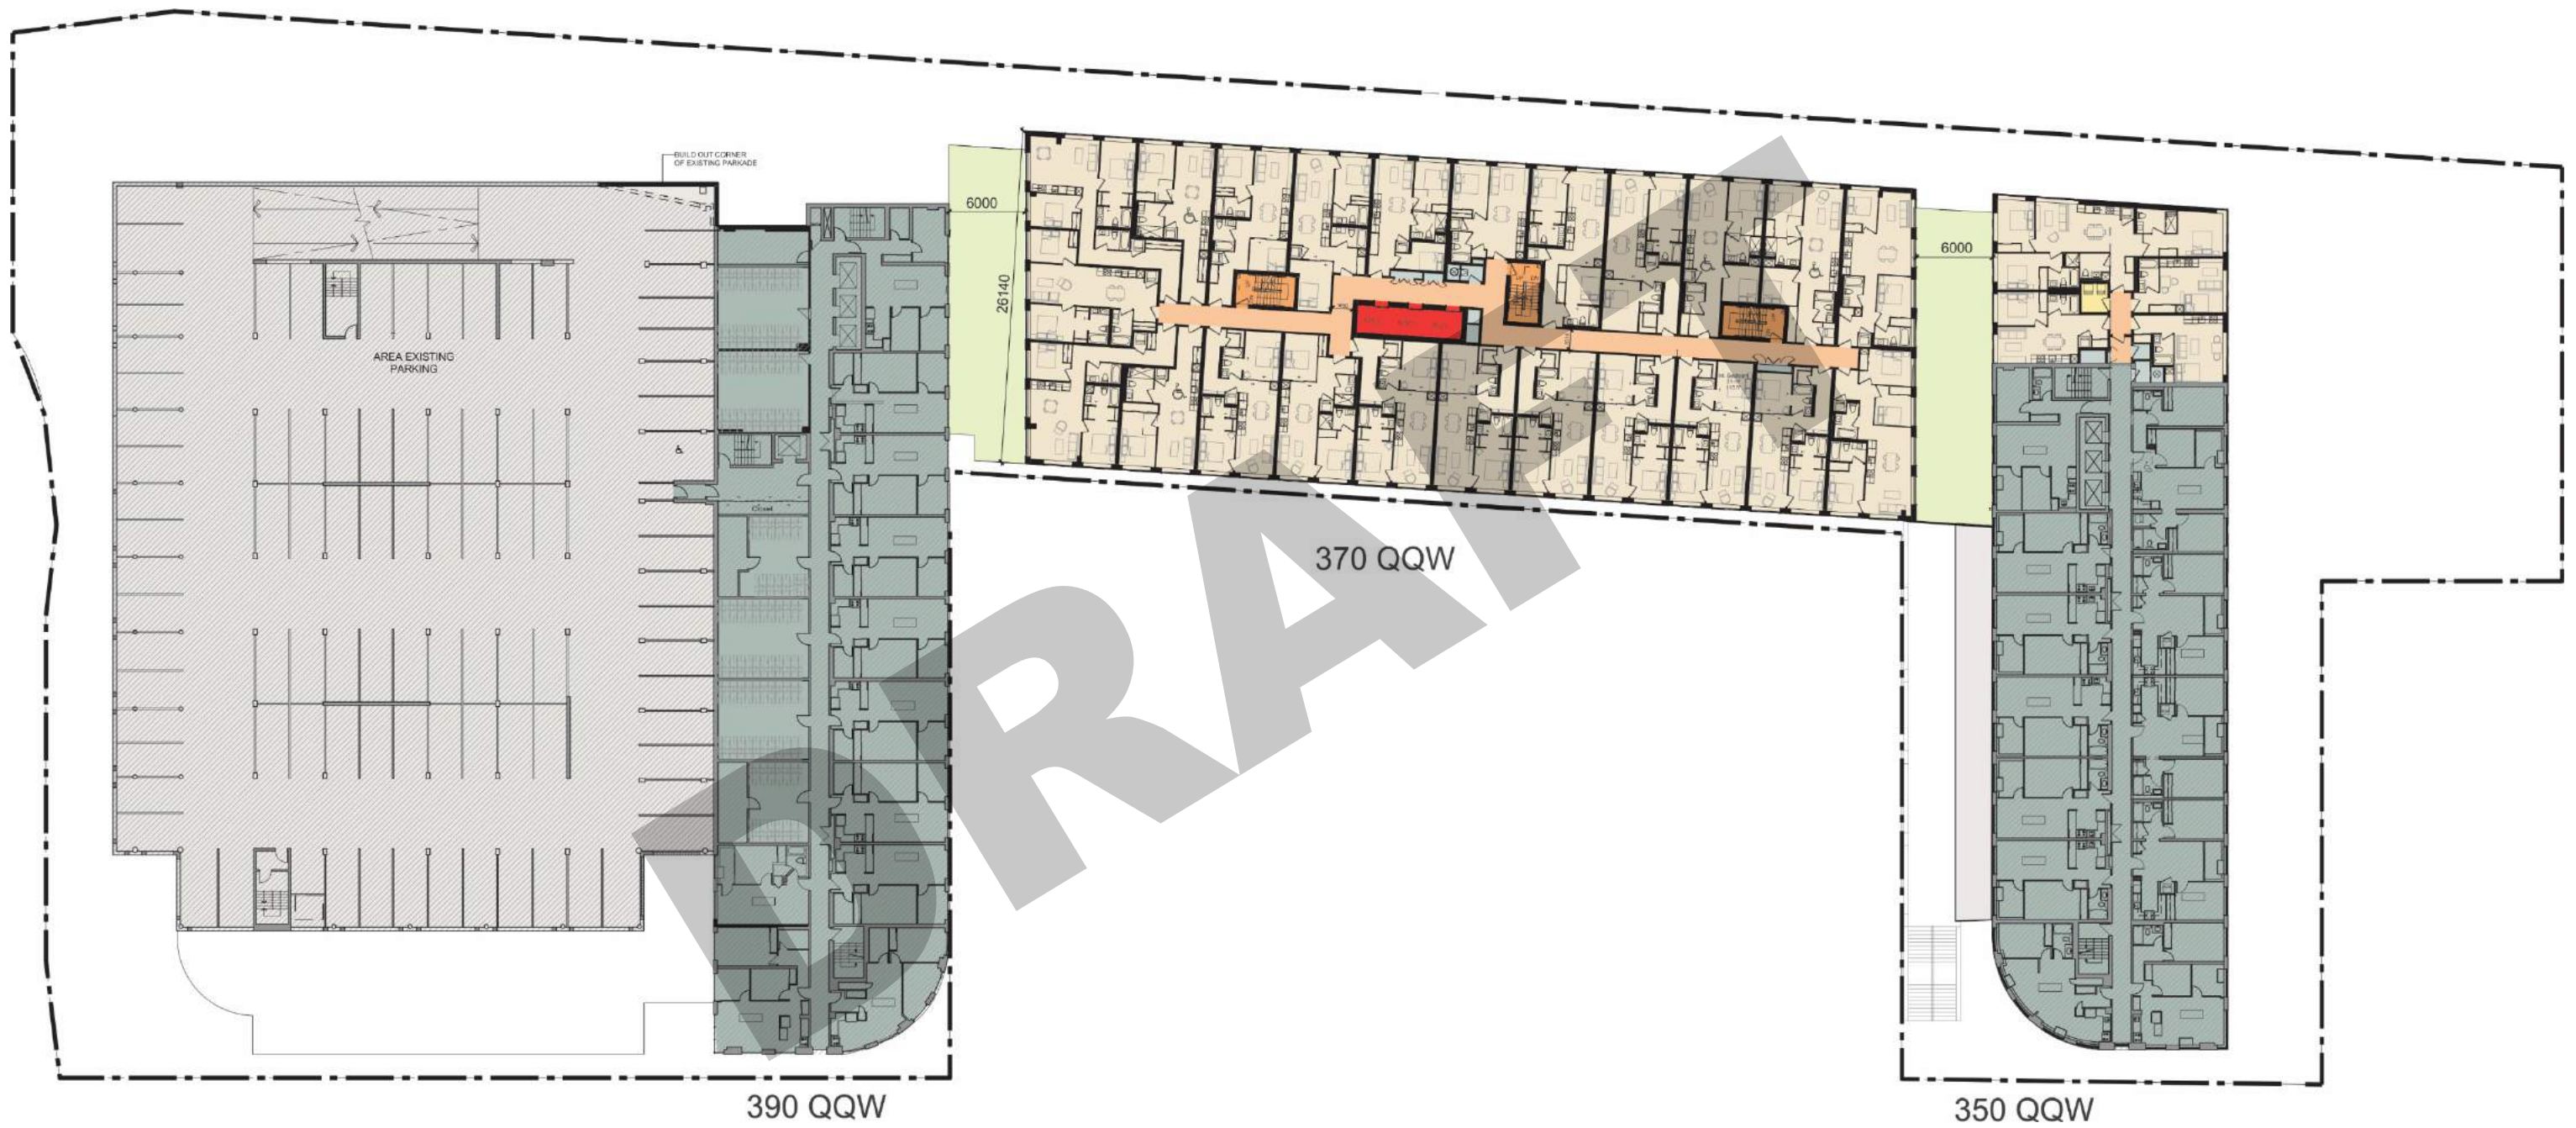 BUILD OUT CORNER
OF EXISTING PARKADE
6000
26140
6000
AREA EXISTING
PARKING
Closet
370 QQW
DRAFT
390 QQW
350 QQW